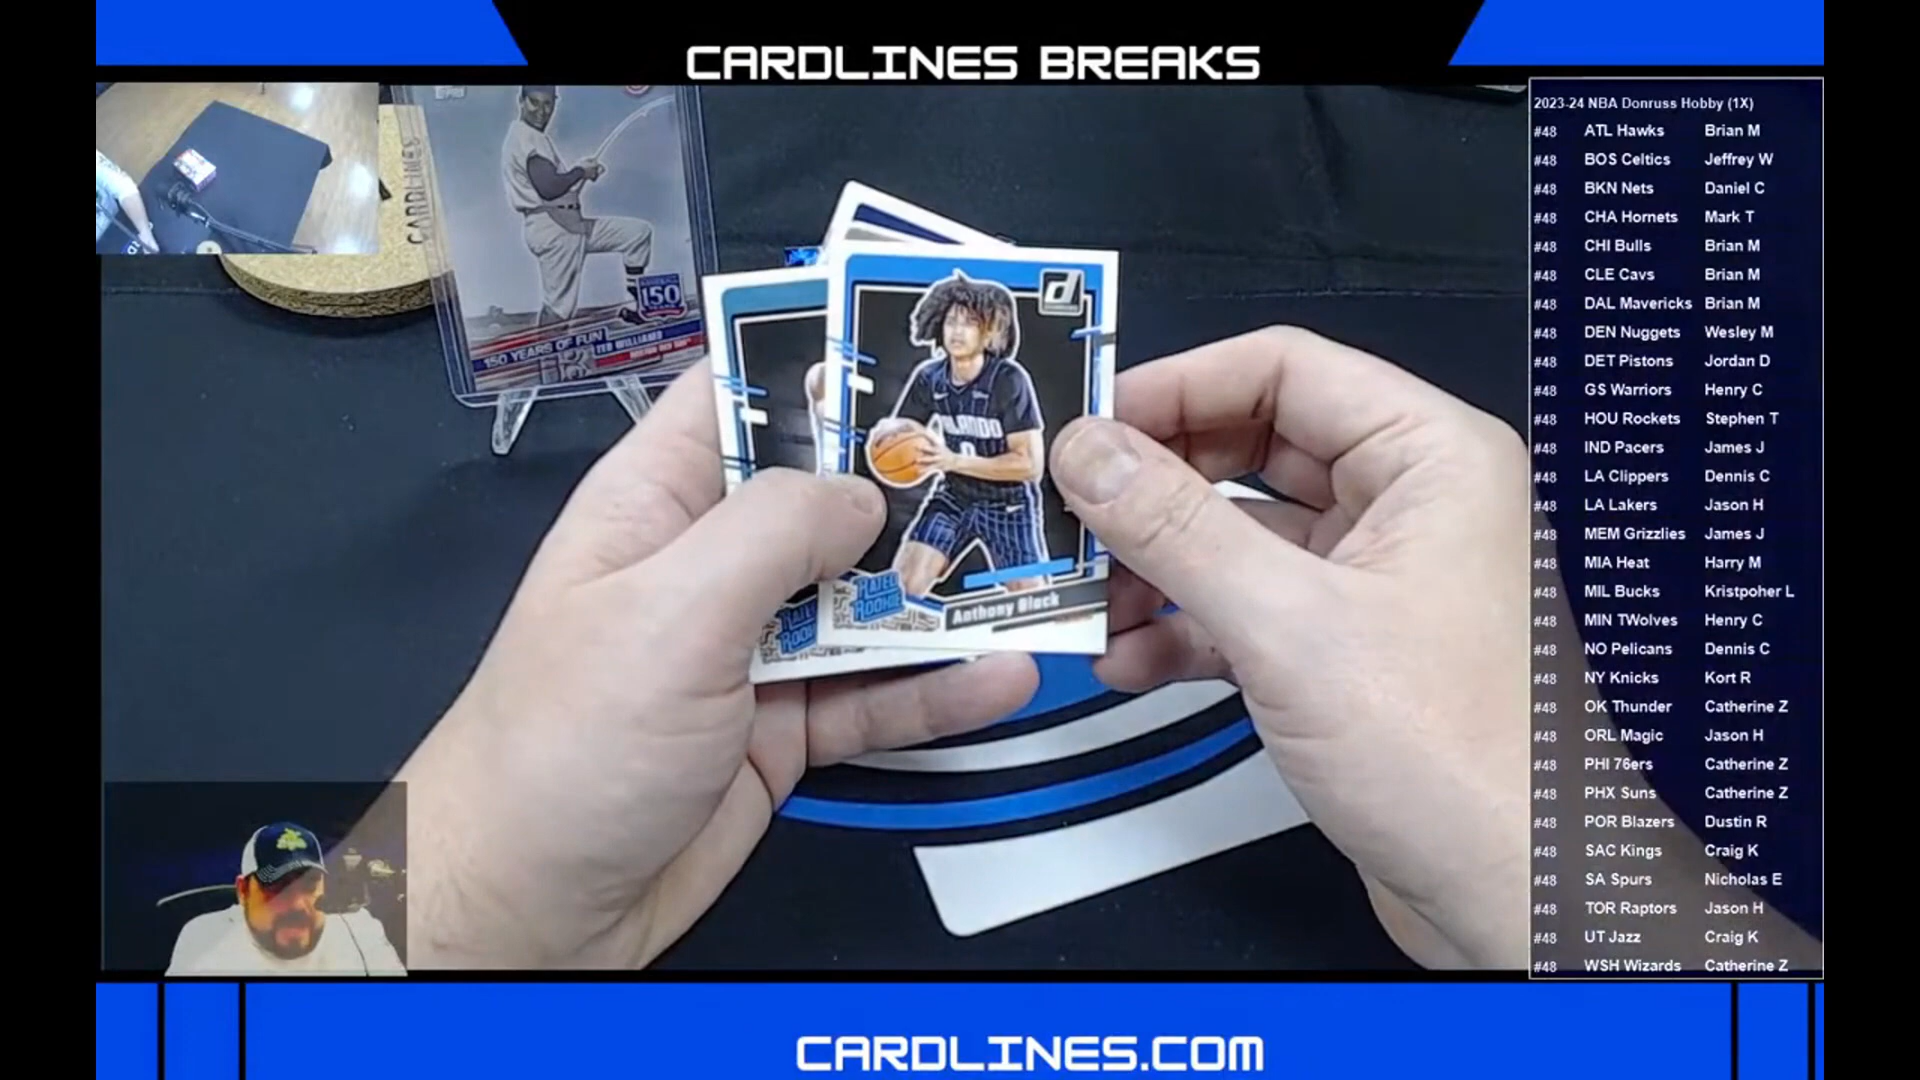 CARDLINES BREAKS
CARDLINES
150
150 YEARS OF FUN
TED WILLIAMS
ORLANDO
RATED
ROOKIE
Anthony Black
2023-24 NBA Donruss Hobby (1X)
#48 ATL Hawks Brian M
#48 BOS Celtics Jeffrey W
#48 BKN Nets Daniel C
#48 CHA Hornets Mark T
#48 CHI Bulls Brian M
#48 CLE Cavs Brian M
#48 DAL Mavericks Brian M
#48 DEN Nuggets Wesley M
#48 DET Pistons Jordan D
#48 GS Warriors Henry C
#48 HOU Rockets Stephen T
#48 IND Pacers James J
#48 LA Clippers Dennis C
#48 LA Lakers Jason H
#48 MEM Grizzlies James J
#48 MIA Heat Harry M
#48 MIL Bucks Kristpoher L
#48 MIN TWolves Henry C
#48 NO Pelicans Dennis C
#48 NY Knicks Kort R
#48 OK Thunder Catherine Z
#48 ORL Magic Jason H
#48 PHI 76ers Catherine Z
#48 PHX Suns Catherine Z
#48 POR Blazers Dustin R
#48 SAC Kings Craig K
#48 SA Spurs Nicholas E
#48 TOR Raptors Jason H
#48 UT Jazz Craig K
#48 WSH Wizards Catherine Z
CARDLINES.COM